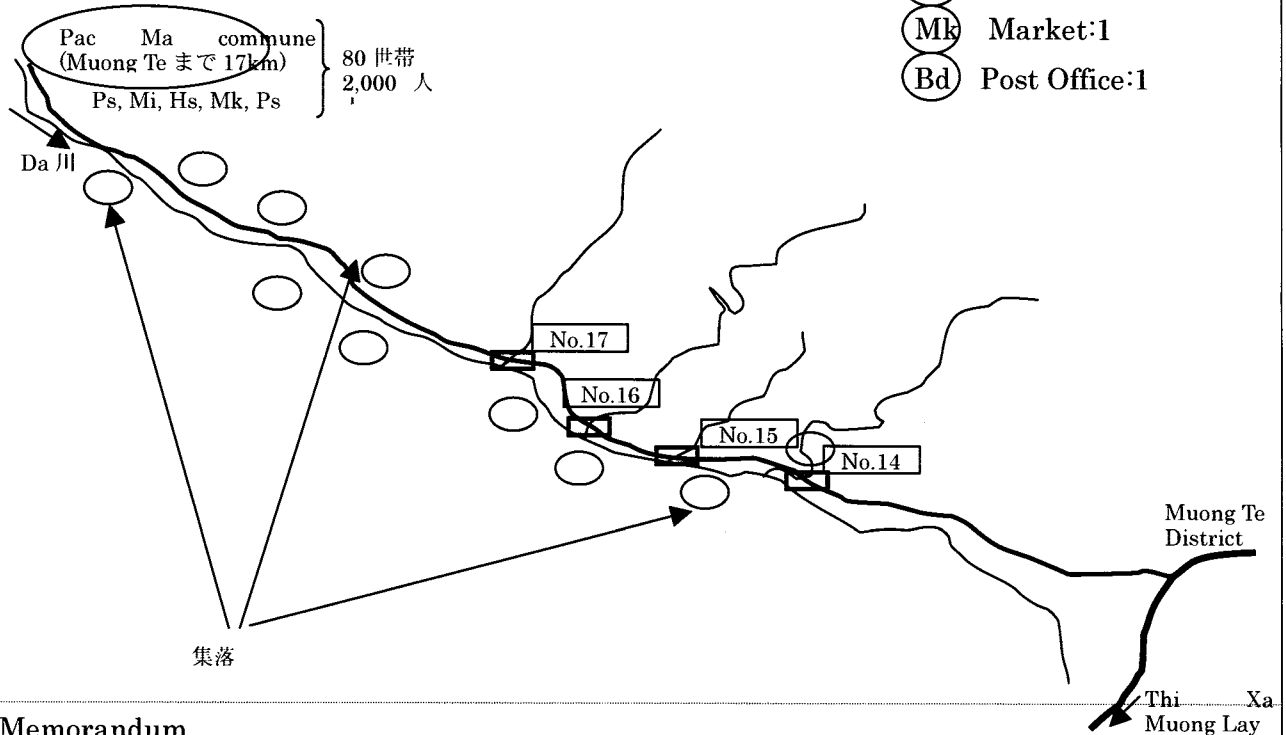 Pac Ma commune
(Muong Te まで 17km)
Ps, Mi, Hs, Mk, Ps
80 世帯
2,000 人
Mk Market:1
Bd Post Office:1
Da 川
No.17
No.16
No.15
No.14
Muong Te
District
集落
Thi Xa
Muong Lay
Memorandum